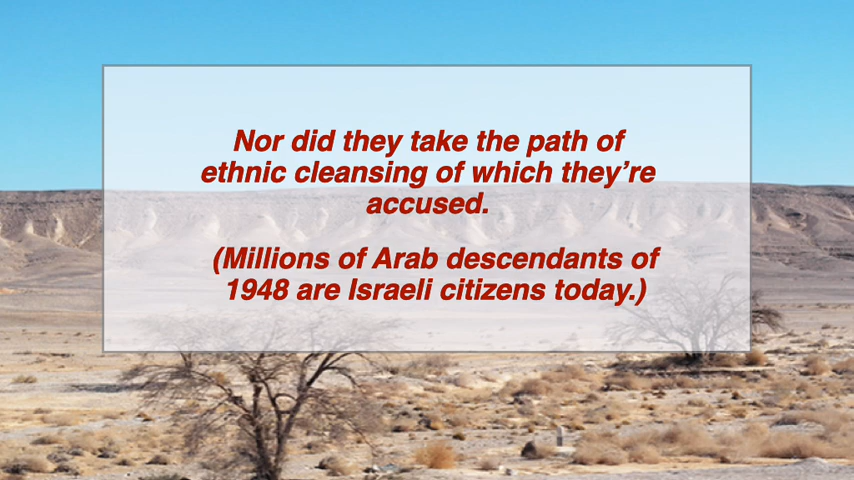 Nor did they take the path of
ethnic cleansing of which they’re
accused.
(Millions of Arab descendants of
1948 are Israeli citizens today.)